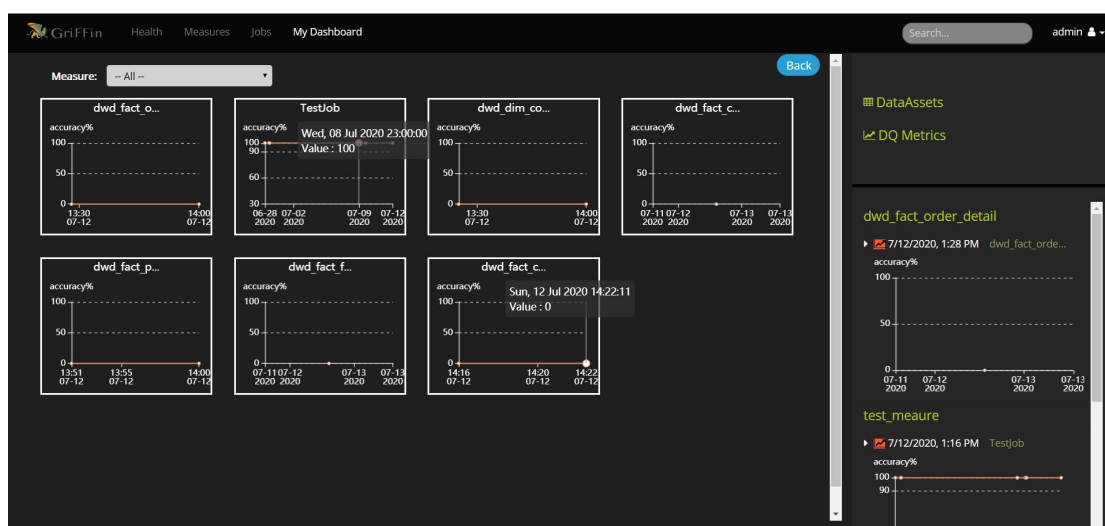 GriFFin Health Measures Jobs My Dashboard Search... admin
Back
Measure: -- All --
dwd_fact_o...
accuracy%
100
50
0
13:30 14:00
07-12 07-12
TestJob
accuracy%
Wed, 08 Jul 2020 23:00:00
Value : 100
100
90
60
30
06-28 07-02 07-09 07-12
2020 2020 2020 2020
dwd_dim_co...
accuracy%
100
50
0
13:30 14:00
07-12 07-12
dwd_fact_c...
accuracy%
100
50
0
07-11 07-12 07-13 07-13
2020 2020 2020 2020
dwd_fact_p...
accuracy%
100
50
0
13:51 13:55 14:00
07-12 07-12 07-12
dwd_fact_f...
accuracy%
100
50
0
07-11 07-12 07-13 07-13
2020 2020 2020 2020
dwd_fact_c...
accuracy%
Sun, 12 Jul 2020 14:22:11
Value : 0
100
50
0
14:16 14:20 14:22
07-12 07-12 07-12
DataAssets
DQ Metrics
dwd_fact_order_detail
7/12/2020, 1:28 PM dwd_fact_orde...
accuracy%
100
50
0
07-11 07-12 07-13 07-13
2020 2020 2020 2020
test_meaure
7/12/2020, 1:16 PM TestJob
accuracy%
100
90